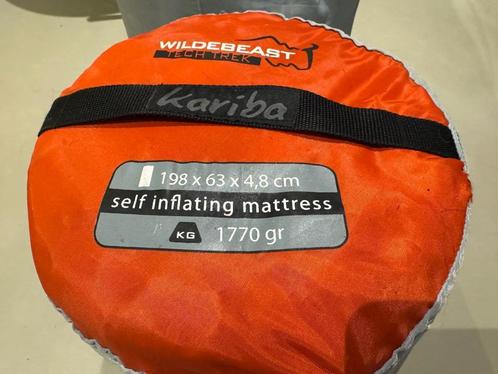 WILDEBEAST
TECH TREK
Kariba
198 x 63 x 4,8 cm
self inflating mattress
KG 1770 gr